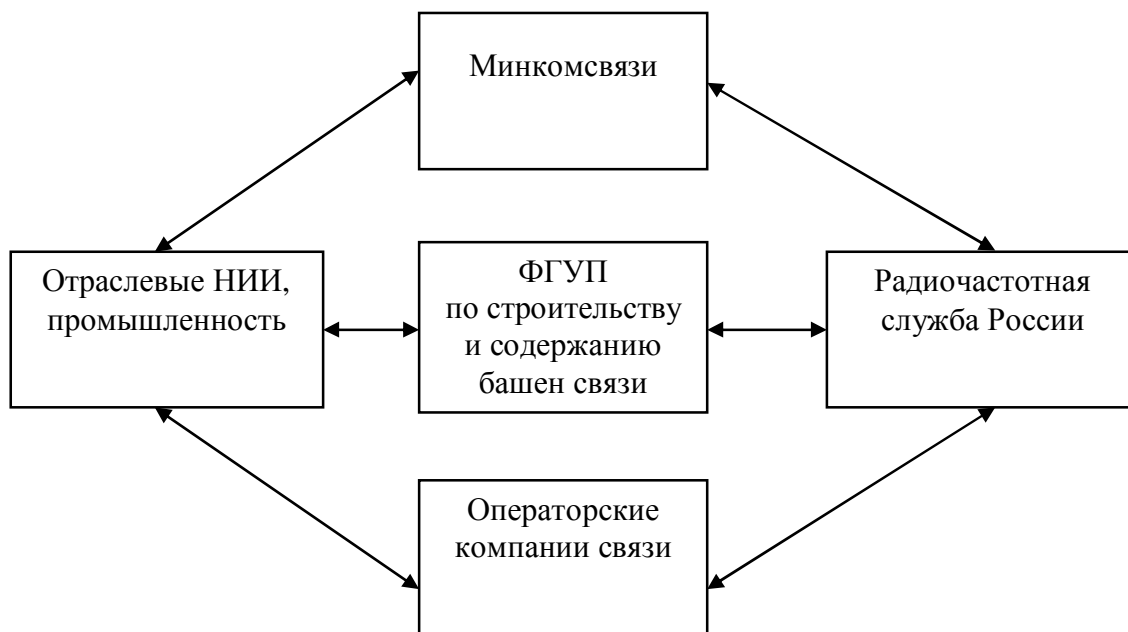 Минкомсвязи
Отраслевые НИИ,
промышленность
ФГУП
по строительству
и содержанию
башен связи
Радиочастотная
служба России
Операторские
компании связи